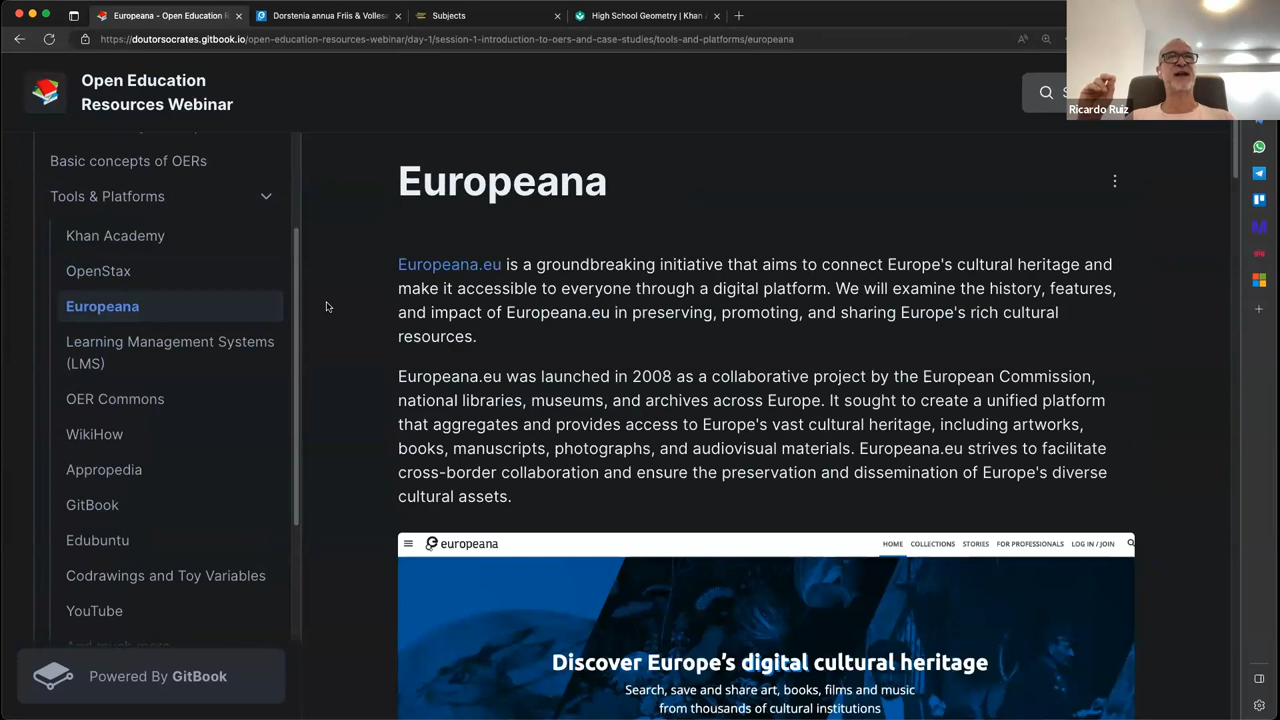 Europeana - Open Education R
Dorstenia annua Friis & Volles
Subjects
High School Geometry | Khan
https://doutorsocrates.gitbook.io/open-education-resources-webinar/day-1/session-1-introduction-to-oers-and-case-studies/tools-and-platforms/europeana
Ricardo Ruiz
Open Education
Resources Webinar
Basic concepts of OERs
Tools & Platforms
Khan Academy
OpenStax
Europeana
Learning Management Systems
(LMS)
OER Commons
WikiHow
Appropedia
GitBook
Edubuntu
Codrawings and Toy Variables
YouTube
And much more
Powered By GitBook
Europeana
Europeana.eu is a groundbreaking initiative that aims to connect Europe's cultural heritage and
make it accessible to everyone through a digital platform. We will examine the history, features,
and impact of Europeana.eu in preserving, promoting, and sharing Europe's rich cultural
resources.
Europeana.eu was launched in 2008 as a collaborative project by the European Commission,
national libraries, museums, and archives across Europe. It sought to create a unified platform
that aggregates and provides access to Europe's vast cultural heritage, including artworks,
books, manuscripts, photographs, and audiovisual materials. Europeana.eu strives to facilitate
cross-border collaboration and ensure the preservation and dissemination of Europe's diverse
cultural assets.
europeana
HOME COLLECTIONS STORIES FOR PROFESSIONALS LOG IN / JOIN
Discover Europe's digital cultural heritage
Search, save and share art, books, films and music
from thousands of cultural institutions